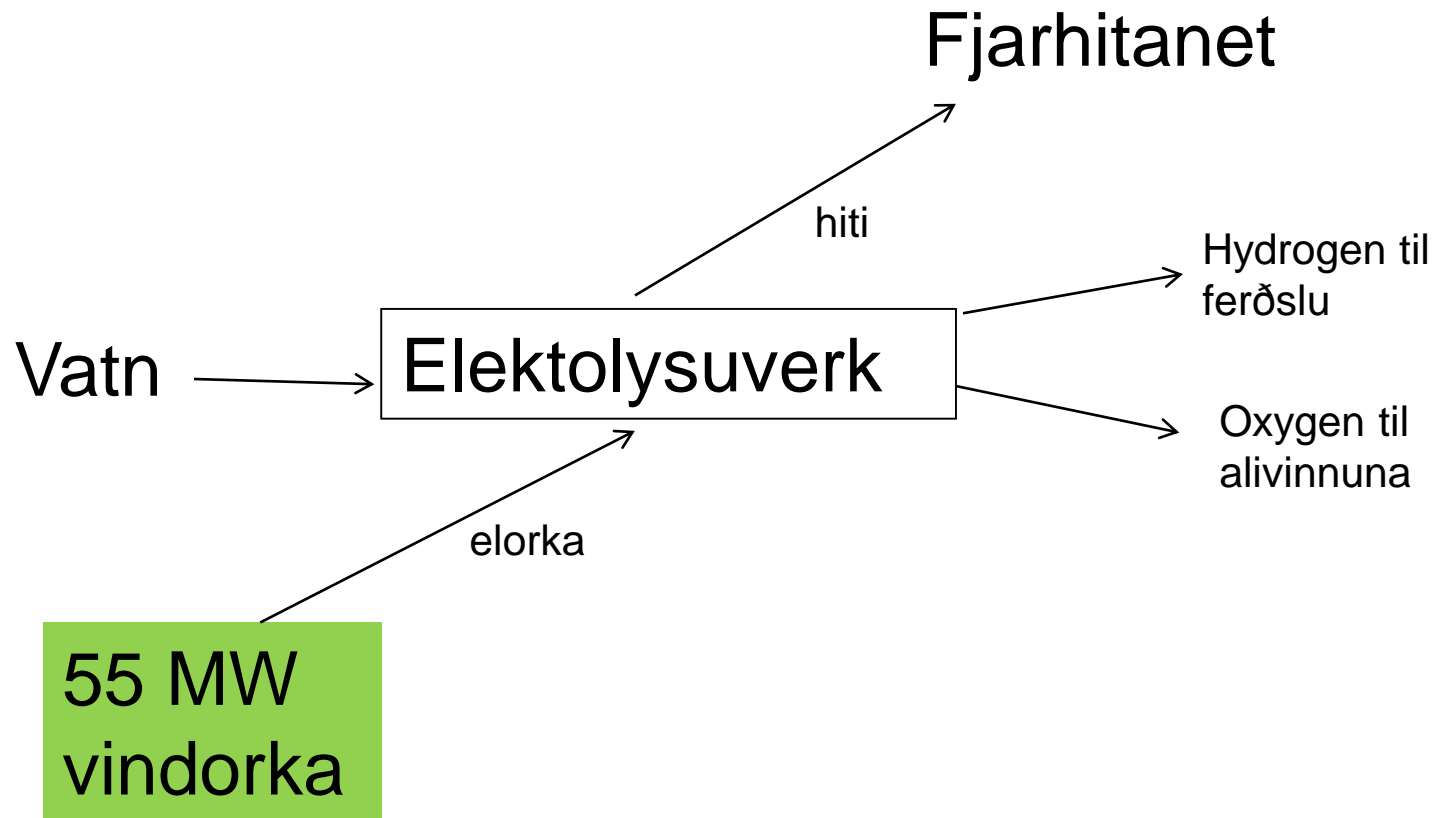 Fjarhitanet
hiti
Hydrogen til
ferðslu
Vatn
Elektolysuverk
Oxygen til
alivinnuna
elorka
55 MW
vindorka